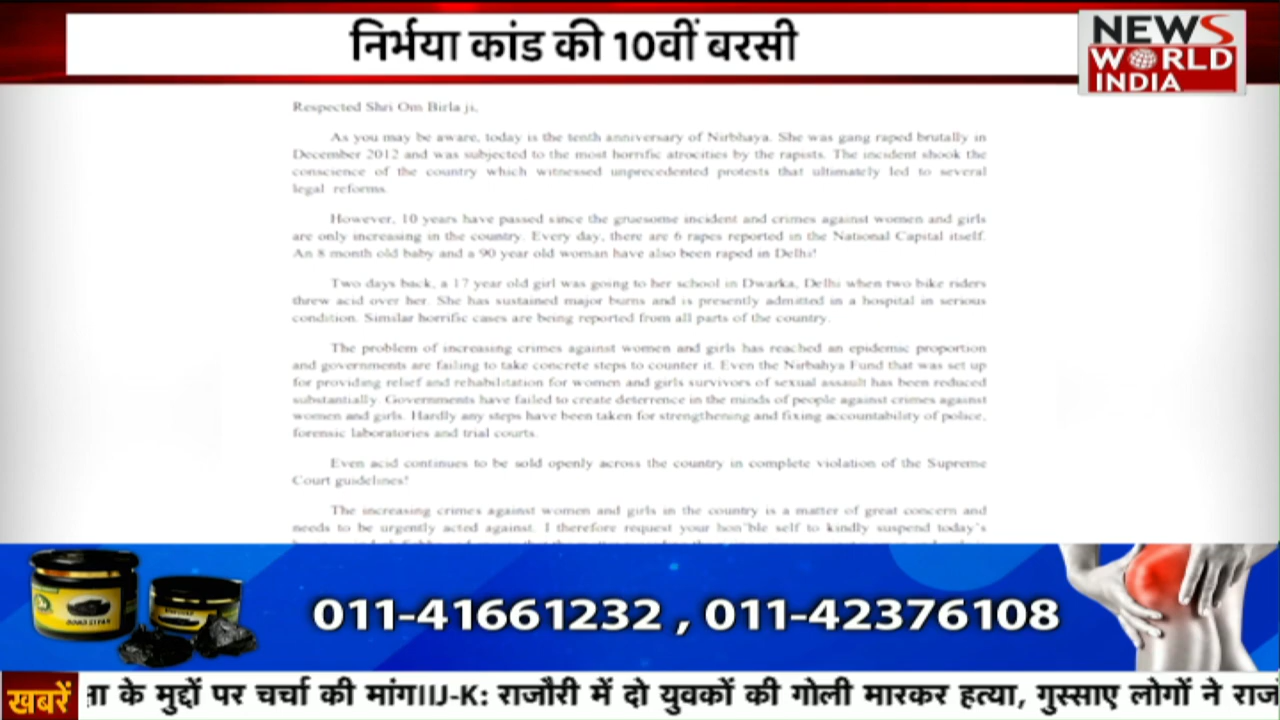 निर्भया कांड की 10वीं बरसी
NEWS
WORLD
INDIA
Respected Shri Om Birla ji,
As you may be aware, today is the tenth anniversary of Nirbhaya. She was gang raped brutally in
December 2012 and was subjected to the most horrific atrocities by the rapists. The incident shook the
conscience of the country which witnessed unprecedented protests that ultimately led to several
legal reforms.
However, 10 years have passed since the gruesome incident and crimes against women and girls
are only increasing in the country. Every day, there are 6 rapes reported in the National Capital itself.
An 8 month old baby and a 90 year old woman have also been raped in Delhi!
Two days back, a 17 year old girl was going to her school in Dwarka, Delhi when two bike riders
threw acid over her. She has sustained major burns and is presently admitted in a hospital in serious
condition. Similar horrific cases are being reported from all parts of the country.
The problem of increasing crimes against women and girls has reached an epidemic proportion
and governments are failing to take concrete steps to counter it. Even the Nirbahya Fund that was set up
for providing relief and rehabilitation for women and girls survivors of sexual assault has been reduced
substantially. Governments have failed to create deterrence in the minds of people against crimes against
women and girls. Hardly any steps have been taken for strengthening and fixing accountability of police,
forensic laboratories and trial courts.
Even acid continues to be sold openly across the country in complete violation of the Supreme
Court guidelines!
The increasing crimes against women and girls in the country is a matter of great concern and
needs to be urgently acted against. I therefore request your hon'ble self to kindly suspend today's
011-41661232 , 011-42376108
खबरें
के मुद्दों पर चर्चा की मांग।।J-K: राजौरी में दो युवकों की गोली मारकर हत्या, गुस्साए लोगों ने